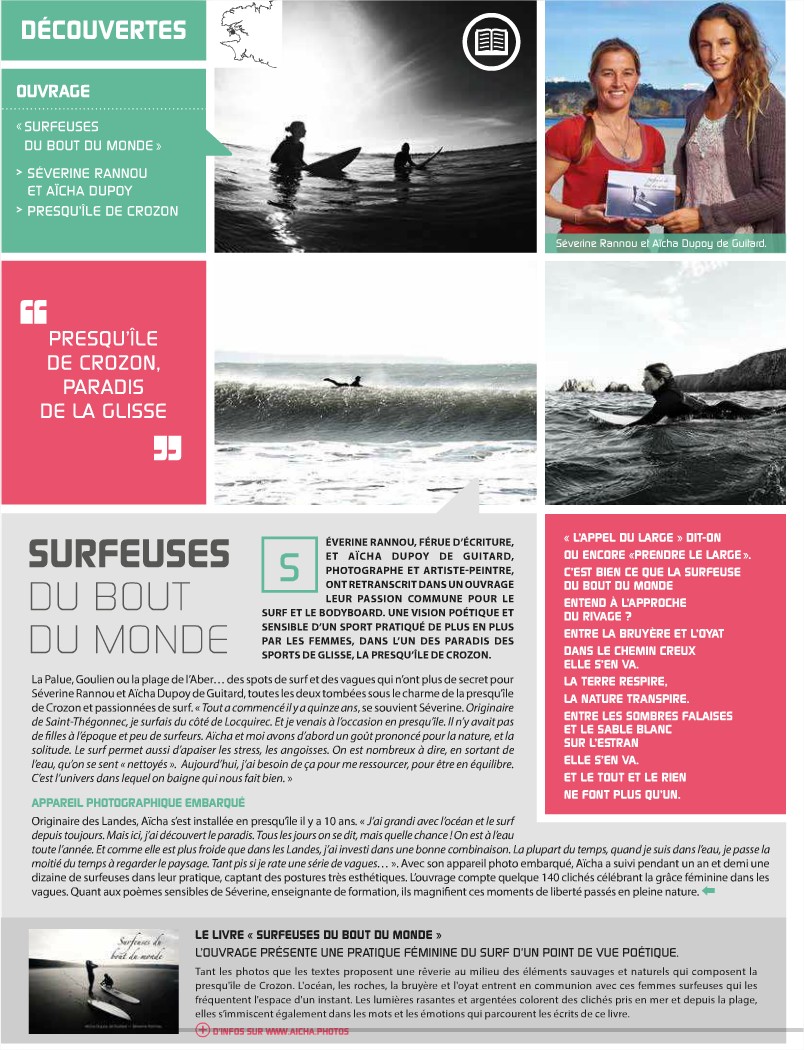 DÉCOUVERTES
OUVRAGE
« SURFEUSES
DU BOUT DU MONDE »
> SÉVERINE RANNOU
ET AÏCHA DUPOY
> PRESQU'ÎLE DE CROZON
Séverine Rannou et Aïcha Dupoy de Guitard.
“
PRESQU'ÎLE
DE CROZON,
PARADIS
DE LA GLISSE
”
SURFEUSES
DU BOUT
DU MONDE
SÉVERINE RANNOU, FÉRUE D'ÉCRITURE,
ET AÏCHA DUPOY DE GUITARD,
PHOTOGRAPHE ET ARTISTE-PEINTRE,
ONT RETRANSCRIT DANS UN OUVRAGE
LEUR PASSION COMMUNE POUR LE
SURF ET LE BODYBOARD. UNE VISION POÉTIQUE ET
SENSIBLE D'UN SPORT PRATIQUÉ DE PLUS EN PLUS
PAR LES FEMMES, DANS L'UN DES PARADIS DES
SPORTS DE GLISSE, LA PRESQU'ÎLE DE CROZON.
La Palue, Goulien ou la plage de l'Aber… des spots de surf et des vagues qui n'ont plus de secret pour
Séverine Rannou et Aïcha Dupoy de Guitard, toutes les deux tombées sous le charme de la presqu'île
de Crozon et passionnées de surf. « Tout a commencé il y a quinze ans, se souvient Séverine. Originaire
de Saint-Thégonnec, je surfais du côté de Locquirec. Et je venais à l'occasion en presqu'île. Il n'y avait pas
de filles à l'époque et peu de surfeurs. Aïcha et moi avons d'abord un goût prononcé pour la nature, et la
solitude. Le surf permet aussi d'apaiser les stress, les angoisses. On est nombreux à dire, en sortant de
l'eau, qu'on se sent « nettoyés ». Aujourd'hui, j'ai besoin de ça pour me ressourcer, pour être en équilibre.
C'est l'univers dans lequel on baigne qui nous fait bien. »
APPAREIL PHOTOGRAPHIQUE EMBARQUÉ
Originaire des Landes, Aïcha s'est installée en presqu'île il y a 10 ans. « J'ai grandi avec l'océan et le surf
depuis toujours. Mais ici, j'ai découvert le paradis. Tous les jours on se dit, mais quelle chance ! On est à l'eau
toute l'année. Et comme elle est plus froide que dans les Landes, j'ai investi dans une bonne combinaison. La plupart du temps, quand je suis dans l'eau, je passe la
moitié du temps à regarder le paysage. Tant pis si je rate une série de vagues… ». Avec son appareil photo embarqué, Aïcha a suivi pendant un an et demi une
dizaine de surfeuses dans leur pratique, captant des postures très esthétiques. L'ouvrage compte quelque 140 clichés célébrant la grâce féminine dans les
vagues. Quant aux poèmes sensibles de Séverine, enseignante de formation, ils magnifient ces moments de liberté passés en pleine nature.
« L'APPEL DU LARGE » DIT-ON
OU ENCORE «PRENDRE LE LARGE».
C'EST BIEN CE QUE LA SURFEUSE
DU BOUT DU MONDE
ENTEND À L'APPROCHE
DU RIVAGE ?
ENTRE LA BRUYÈRE ET L'OYAT
DANS LE CHEMIN CREUX
ELLE S'EN VA.
LA TERRE RESPIRE,
LA NATURE TRANSPIRE.
ENTRE LES SOMBRES FALAISES
ET LE SABLE BLANC
SUR L'ESTRAN
ELLE S'EN VA.
ET LE TOUT ET LE RIEN
NE FONT PLUS QU'UN.
Surfeuses du
bout du monde
LE LIVRE « SURFEUSES DU BOUT DU MONDE »
L'OUVRAGE PRÉSENTE UNE PRATIQUE FÉMININE DU SURF D'UN POINT DE VUE POÉTIQUE.
Tant les photos que les textes proposent une rêverie au milieu des éléments sauvages et naturels qui composent la
presqu'île de Crozon. L'océan, les roches, la bruyère et l'oyat entrent en communion avec ces femmes surfeuses qui les
fréquentent l'espace d'un instant. Les lumières rasantes et argentées colorent des clichés pris en mer et depuis la plage,
elles s'immiscent également dans les mots et les émotions qui parcourent les écrits de ce livre.
+ D'INFOS SUR WWW.AICHA.PHOTOS